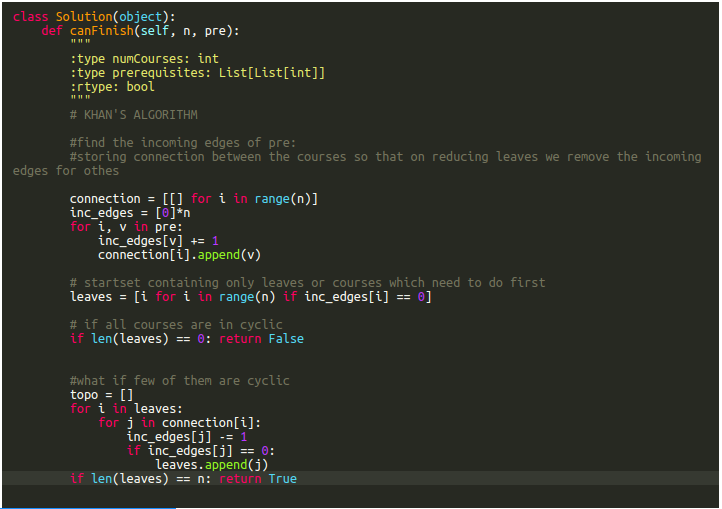 class Solution(object):
    def canFinish(self, n, pre):
        """
        :type numCourses: int
        :type prerequisites: List[List[int]]
        :rtype: bool
        """
        # KHAN'S ALGORITHM
        #find the incoming edges of pre:
        #storing connection between the courses so that on reducing leaves we remove the incoming
edges for othes
        connection = [[] for i in range(n)]
        inc_edges = [0]*n
        for i, v in pre:
            inc_edges[v] += 1
            connection[i].append(v)
        # startset containing only leaves or courses which need to do first
        leaves = [i for i in range(n) if inc_edges[i] == 0]
        # if all courses are in cyclic
        if len(leaves) == 0: return False
        #what if few of them are cyclic
        topo = []
        for i in leaves:
            for j in connection[i]:
                inc_edges[j] -= 1
                if inc_edges[j] == 0:
                    leaves.append(j)
        if len(leaves) == n: return True